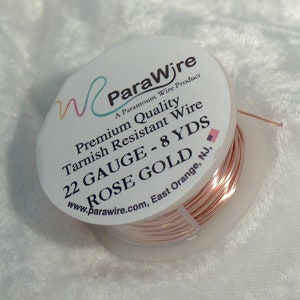 ParaWire
A Paramount Wire Product
Premium Quality
Tarnish Resistant Wire
22 GAUGE - 8 YDS
ROSE GOLD
www.parawire.com, East Orange, NJ,